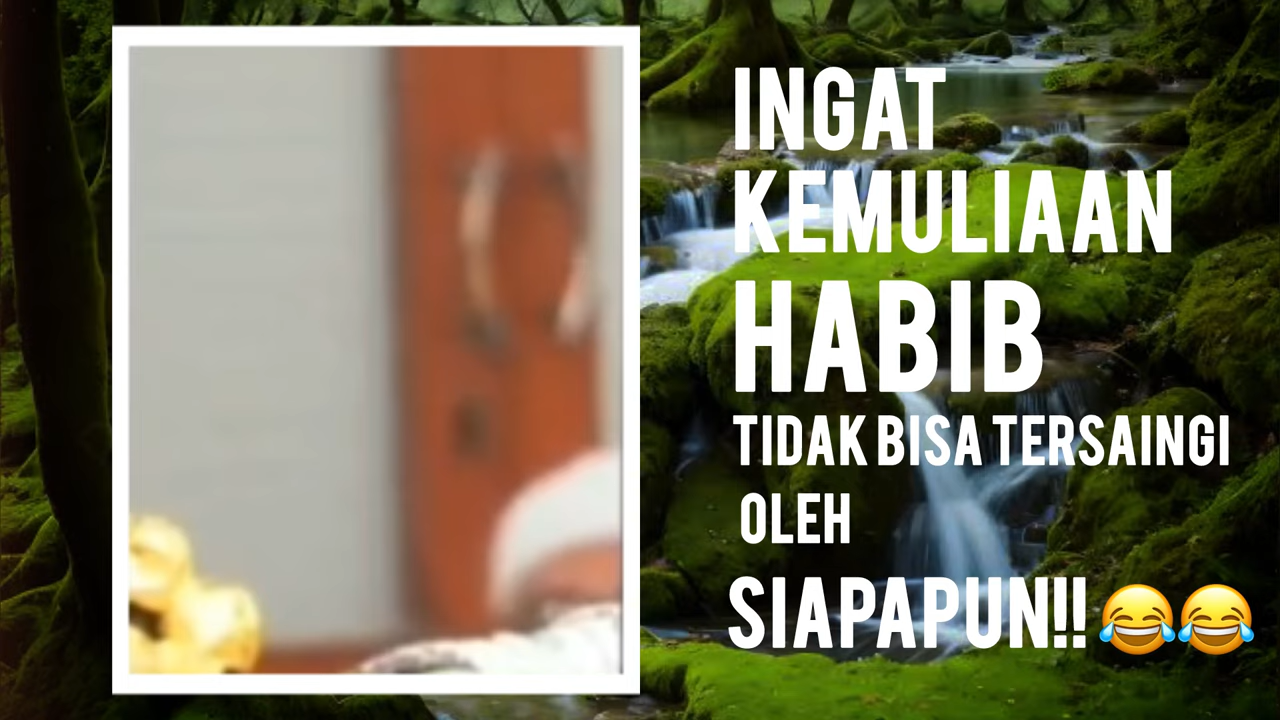 INGAT
KEMULIAAN
HABIB
TIDAK BISA TERSAINGI
OLEH
SIAPAPUN!! 😂😂